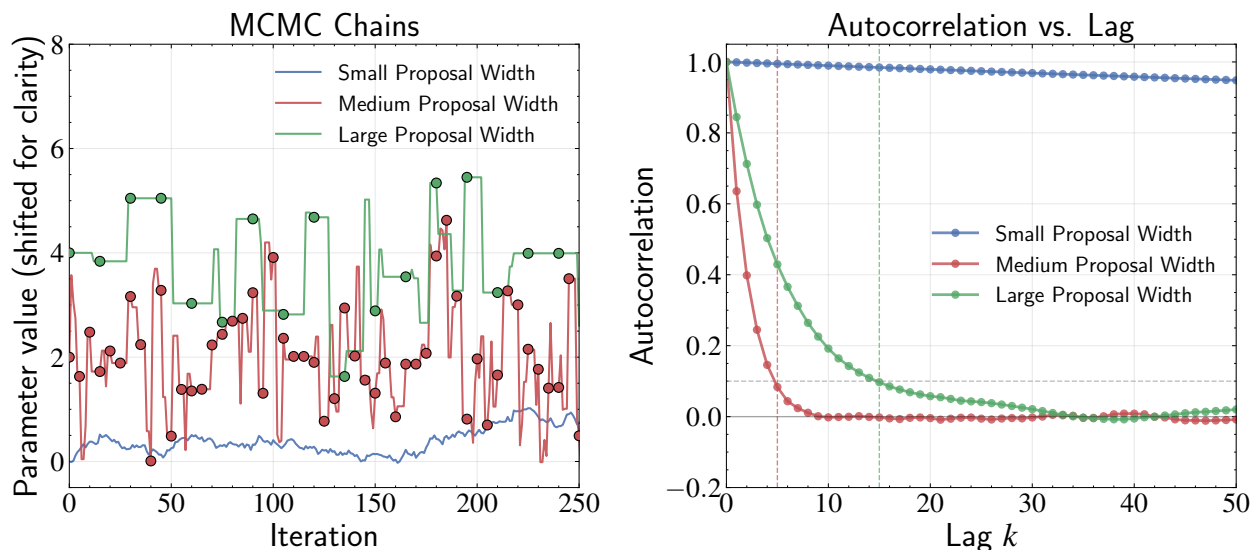 MCMC Chains
Parameter value (shifted for clarity)
8
6
4
2
0
Small Proposal Width
Medium Proposal Width
Large Proposal Width
0 50 100 150 200 250
Iteration
Autocorrelation vs. Lag
Autocorrelation
1.0
0.8
0.6
0.4
0.2
0.0
−0.2
Small Proposal Width
Medium Proposal Width
Large Proposal Width
0 10 20 30 40 50
Lag k